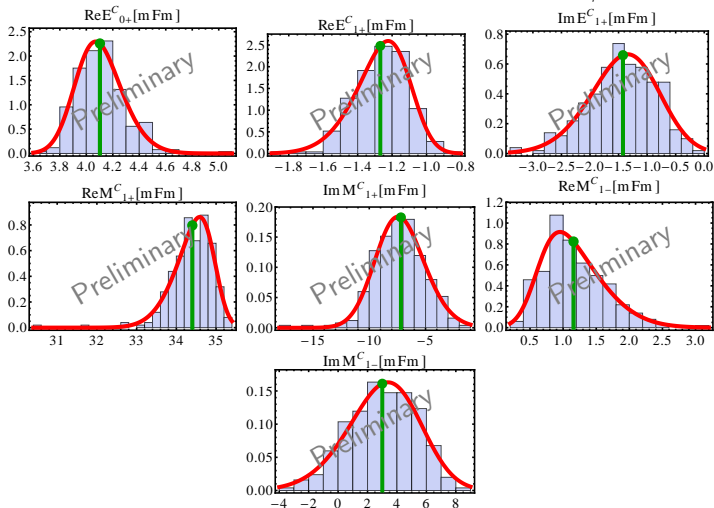 ReE^C_{0+}[mFm]
2.5
2.0
1.5
1.0
0.5
0.0
3.6 3.8 4.0 4.2 4.4 4.6 4.8 5.0
Preliminary
ReE^C_{1+}[mFm]
2.5
2.0
1.5
1.0
0.5
0.0
−1.8 −1.6 −1.4 −1.2 −1.0 −0.8
Preliminary
ImE^C_{1+}[mFm]
0.8
0.6
0.4
0.2
0.0
−3.0 −2.5 −2.0 −1.5 −1.0 −0.5 0.0
Preliminary
ReM^C_{1+}[mFm]
0.8
0.6
0.4
0.2
0.0
31 32 33 34 35
Preliminary
ImM^C_{1+}[mFm]
0.20
0.15
0.10
0.05
0.00
−15 −10 −5
Preliminary
ReM^C_{1−}[mFm]
1.2
1.0
0.8
0.6
0.4
0.2
0.0
0.5 1.0 1.5 2.0 2.5 3.0
Preliminary
ImM^C_{1−}[mFm]
0.15
0.10
0.05
0.00
−4 −2 0 2 4 6 8
Preliminary